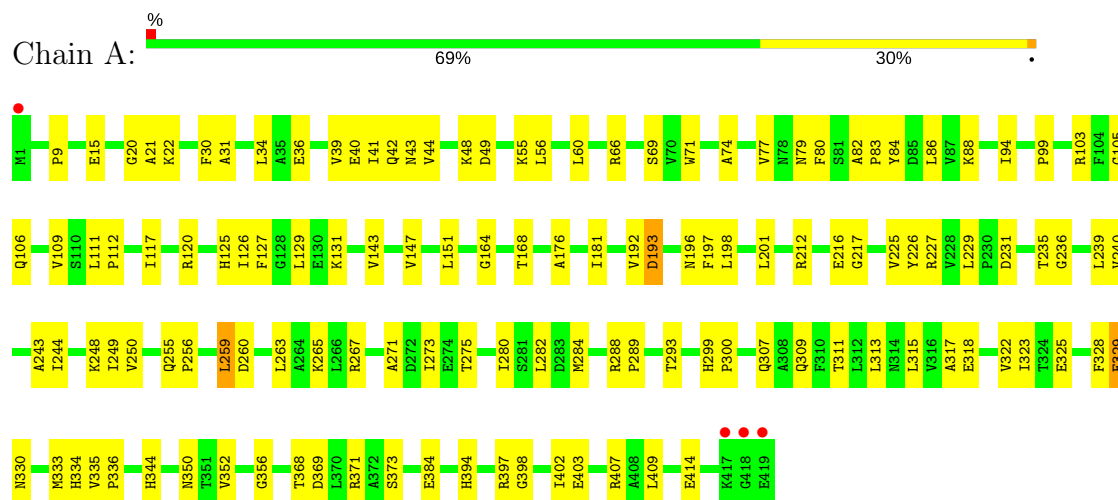 %
Chain A:
69% 30% •
M1 P9 E15 G20 A21 K22 F30 A31 L34 A35 E36 V39 E40 I41 Q42 N43 V44 K48 D49 K55 L56 L60 R66 S69 V70 W71 A74 V77 N78 N79 F80 S81 A82 P83 Y84 D85 L86 V87 K88 I94 P99 R103 F104 G105
Q106 V109 S110 L111 P112 I117 R120 H125 I126 F127 G128 L129 E130 K131 V143 V147 L151 G164 T168 A176 I181 V192 D193 N196 F197 L198 L201 R212 E216 G217 V225 Y226 R227 V228 L229 P230 D231 T235 G236 L239 V240
A243 I244 K248 I249 V250 Q255 P256 L259 D260 L263 A264 K265 L266 R267 A271 D272 I273 E274 T275 I280 S281 L282 D283 M284 R288 P289 T293 H299 P300 Q307 A308 Q309 F310 T311 L312 L313 N314 L315 V316 A317 E318 V322 I323 T324 E325 F328 F329
N330 M333 H334 V335 P336 H344 N350 T351 V352 G356 T368 D369 L370 R371 A372 S373 E384 H394 R397 G398 I402 E403 R407 A408 L409 E414 K417 G418 E419